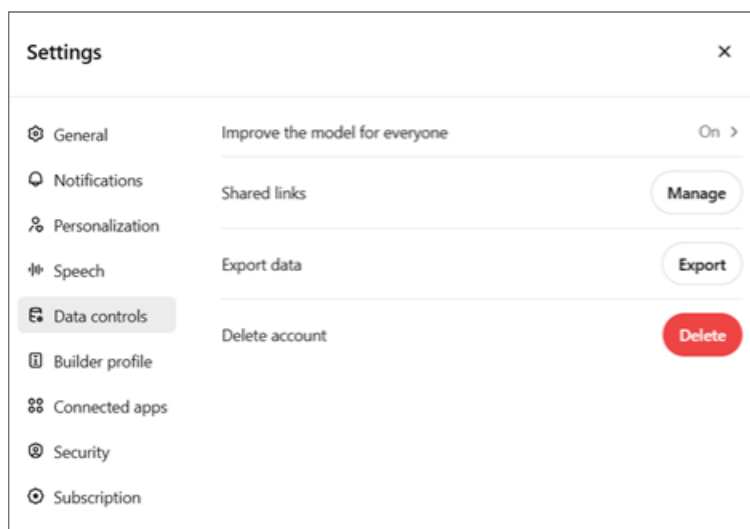 Settings
General
Notifications
Personalization
Speech
Data controls
Builder profile
Connected apps
Security
Subscription
Improve the model for everyone On
Shared links Manage
Export data Export
Delete account Delete